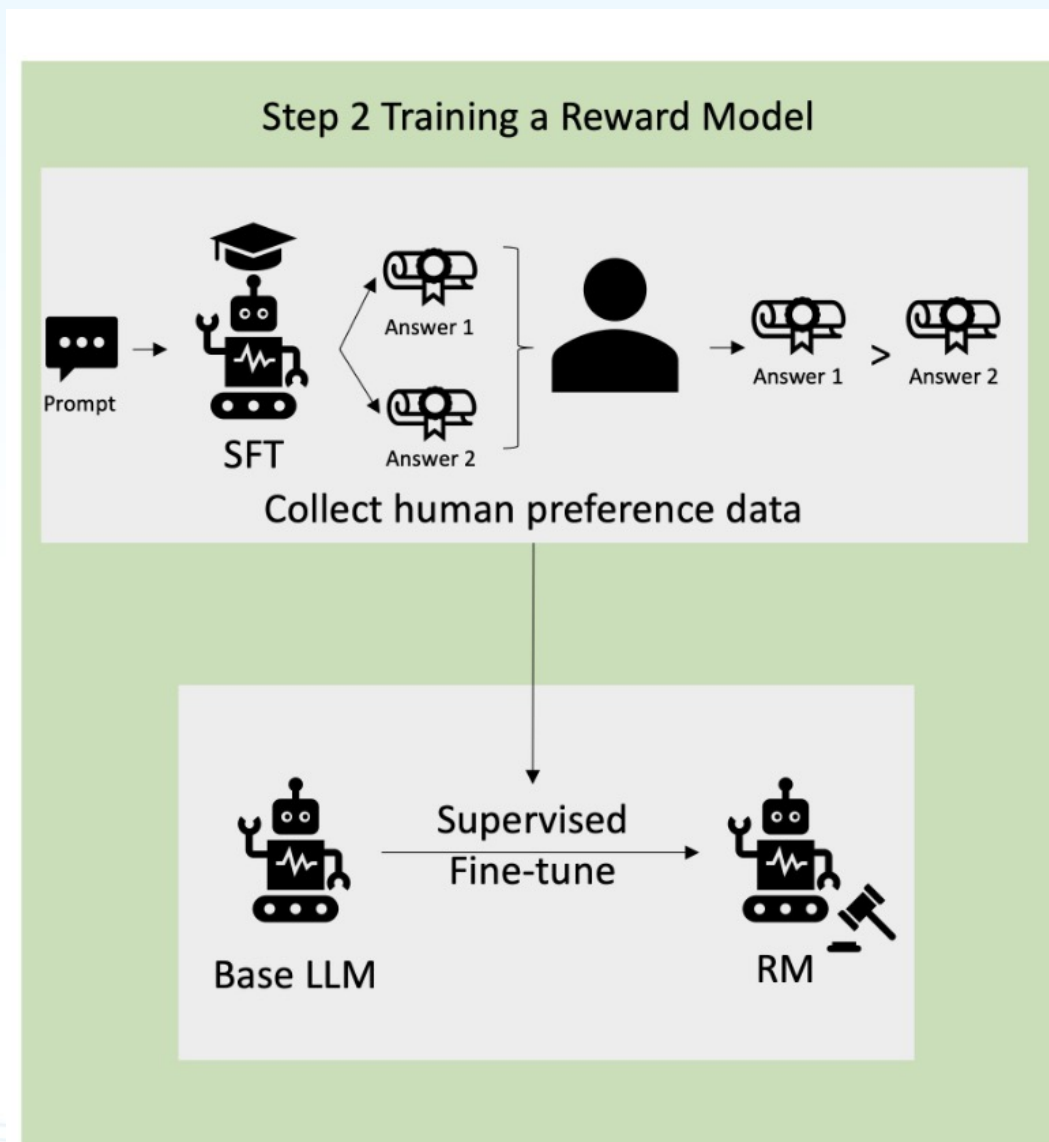 Step 2 Training a Reward Model
Prompt
SFT
Answer 1
Answer 2
Answer 1 > Answer 2
Collect human preference data
Supervised
Fine-tune
Base LLM
RM